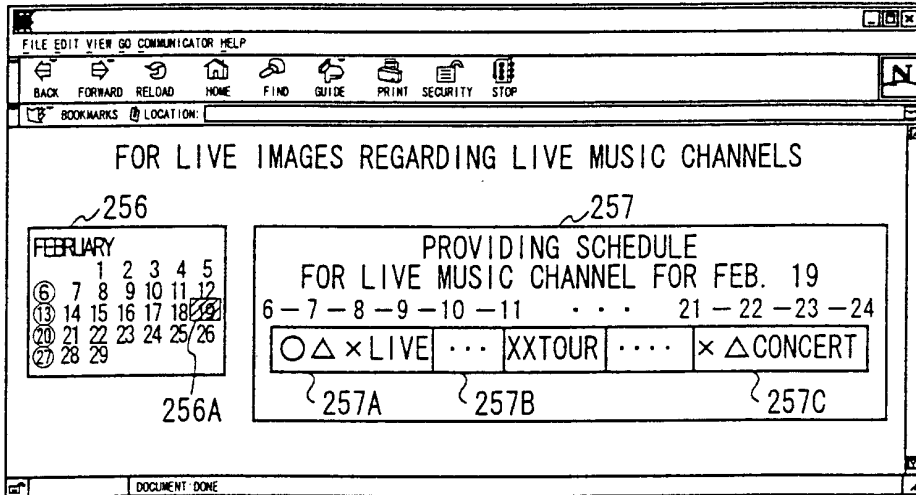 FILE EDIT VIEW GO COMMUNICATOR HELP
BACK FORWARD RELOAD HOME FIND GUIDE PRINT SECURITY STOP
N
BOOKMARKS LOCATION:
FOR LIVE IMAGES REGARDING LIVE MUSIC CHANNELS
256
FEBRUARY
1 2 3 4 5
6 7 8 9 10 11 12
13 14 15 16 17 18 19
20 21 22 23 24 25 26
27 28 29
256A
257
PROVIDING SCHEDULE
FOR LIVE MUSIC CHANNEL FOR FEB. 19
6 – 7 – 8 – 9 – 10 – 11 · · · 21 – 22 – 23 – 24
○△×LIVE ··· XXTOUR ···· ×△CONCERT
257A 257B 257C
DOCUMENT:DONE